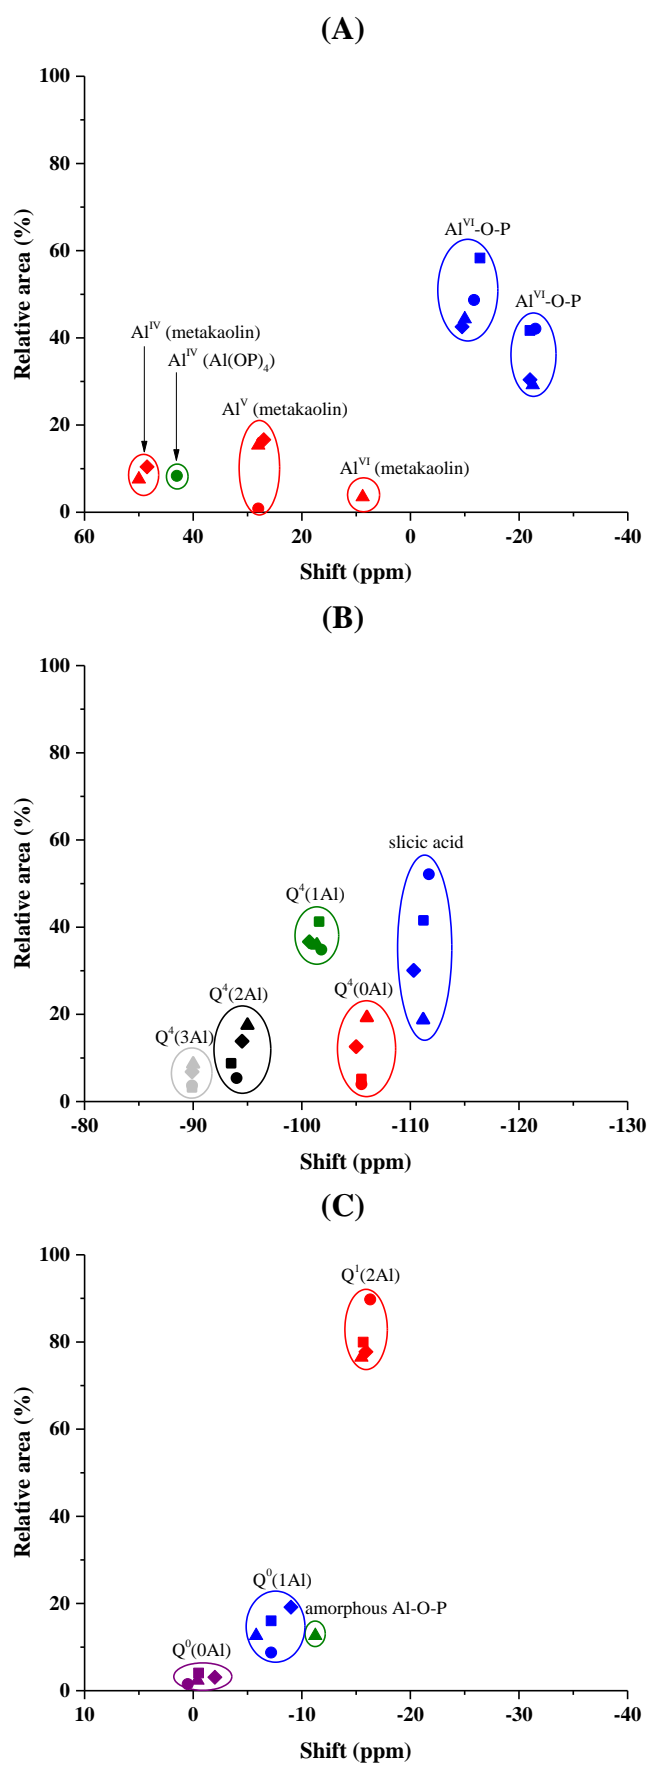 (A)
100
80
60
40
20
0
Relative area (%)
Al^VI-O-P
Al^VI-O-P
Al^IV (metakaolin)
Al^IV (Al(OP)_4)
Al^V (metakaolin)
Al^VI (metakaolin)
60 40 20 0 -20 -40
Shift (ppm)
(B)
100
80
60
40
20
0
Relative area (%)
slicic acid
Q^4(1Al)
Q^4(2Al)
Q^4(0Al)
Q^4(3Al)
-80 -90 -100 -110 -120 -130
Shift (ppm)
(C)
100
80
60
40
20
0
Relative area (%)
Q^1(2Al)
Q^0(1Al)
amorphous Al-O-P
Q^0(0Al)
10 0 -10 -20 -30 -40
Shift (ppm)